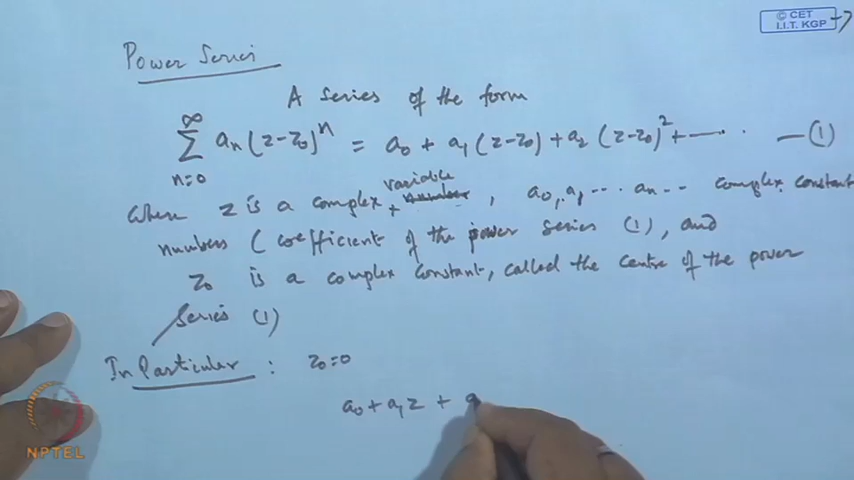 © CET
I.I.T. KGP
Power Series
A series of the form
∞
∑ aₙ(z-z₀)ⁿ = a₀ + a₁(z-z₀) + a₂(z-z₀)² + — ⋯ —(1)
n=0
variable
Where z is a complex number, a₀, a₁ ⋯ aₙ ⋯ complex constant
numbers (coefficient of the power series (1), and
z₀ is a complex constant, called the centre of the power
series (1)
In Particular : z₀=0
a₀ + a₁z + a
NPTEL